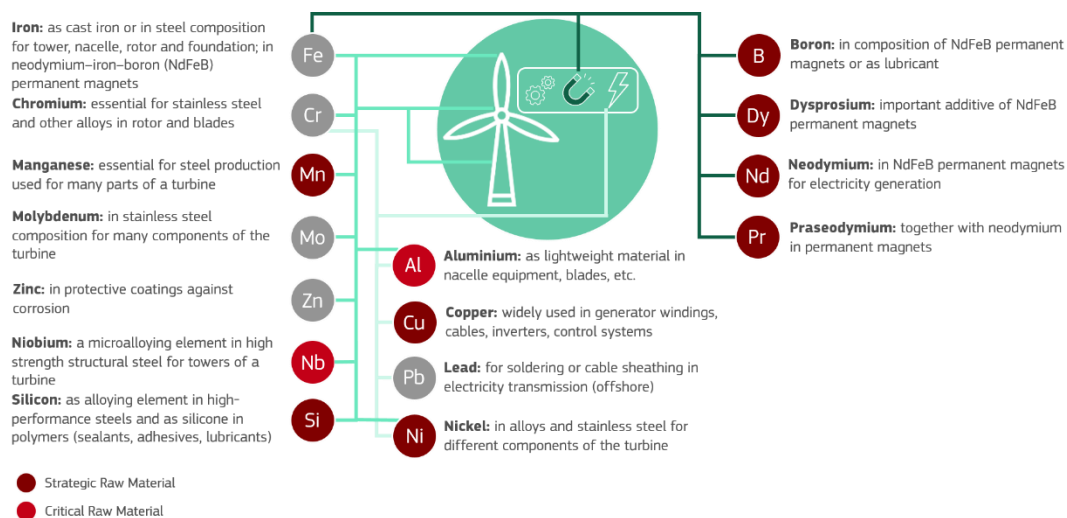 Iron: as cast iron or in steel composition
for tower, nacelle, rotor and foundation; in
neodymium–iron–boron (NdFeB)
permanent magnets
Fe
Chromium: essential for stainless steel
and other alloys in rotor and blades
Cr
Manganese: essential for steel production
used for many parts of a turbine
Mn
Molybdenum: in stainless steel
composition for many components of the
turbine
Mo
Zinc: in protective coatings against
corrosion
Zn
Niobium: a microalloying element in high
strength structural steel for towers of a
turbine
Nb
Silicon: as alloying element in high-
performance steels and as silicone in
polymers (sealants, adhesives, lubricants)
Si
Al
Aluminium: as lightweight material in
nacelle equipment, blades, etc.
Cu
Copper: widely used in generator windings,
cables, inverters, control systems
Pb
Lead: for soldering or cable sheathing in
electricity transmission (offshore)
Ni
Nickel: in alloys and stainless steel for
different components of the turbine
B
Boron: in composition of NdFeB permanent
magnets or as lubricant
Dy
Dysprosium: important additive of NdFeB
permanent magnets
Nd
Neodymium: in NdFeB permanent magnets
for electricity generation
Pr
Praseodymium: together with neodymium
in permanent magnets
Strategic Raw Material
Critical Raw Material